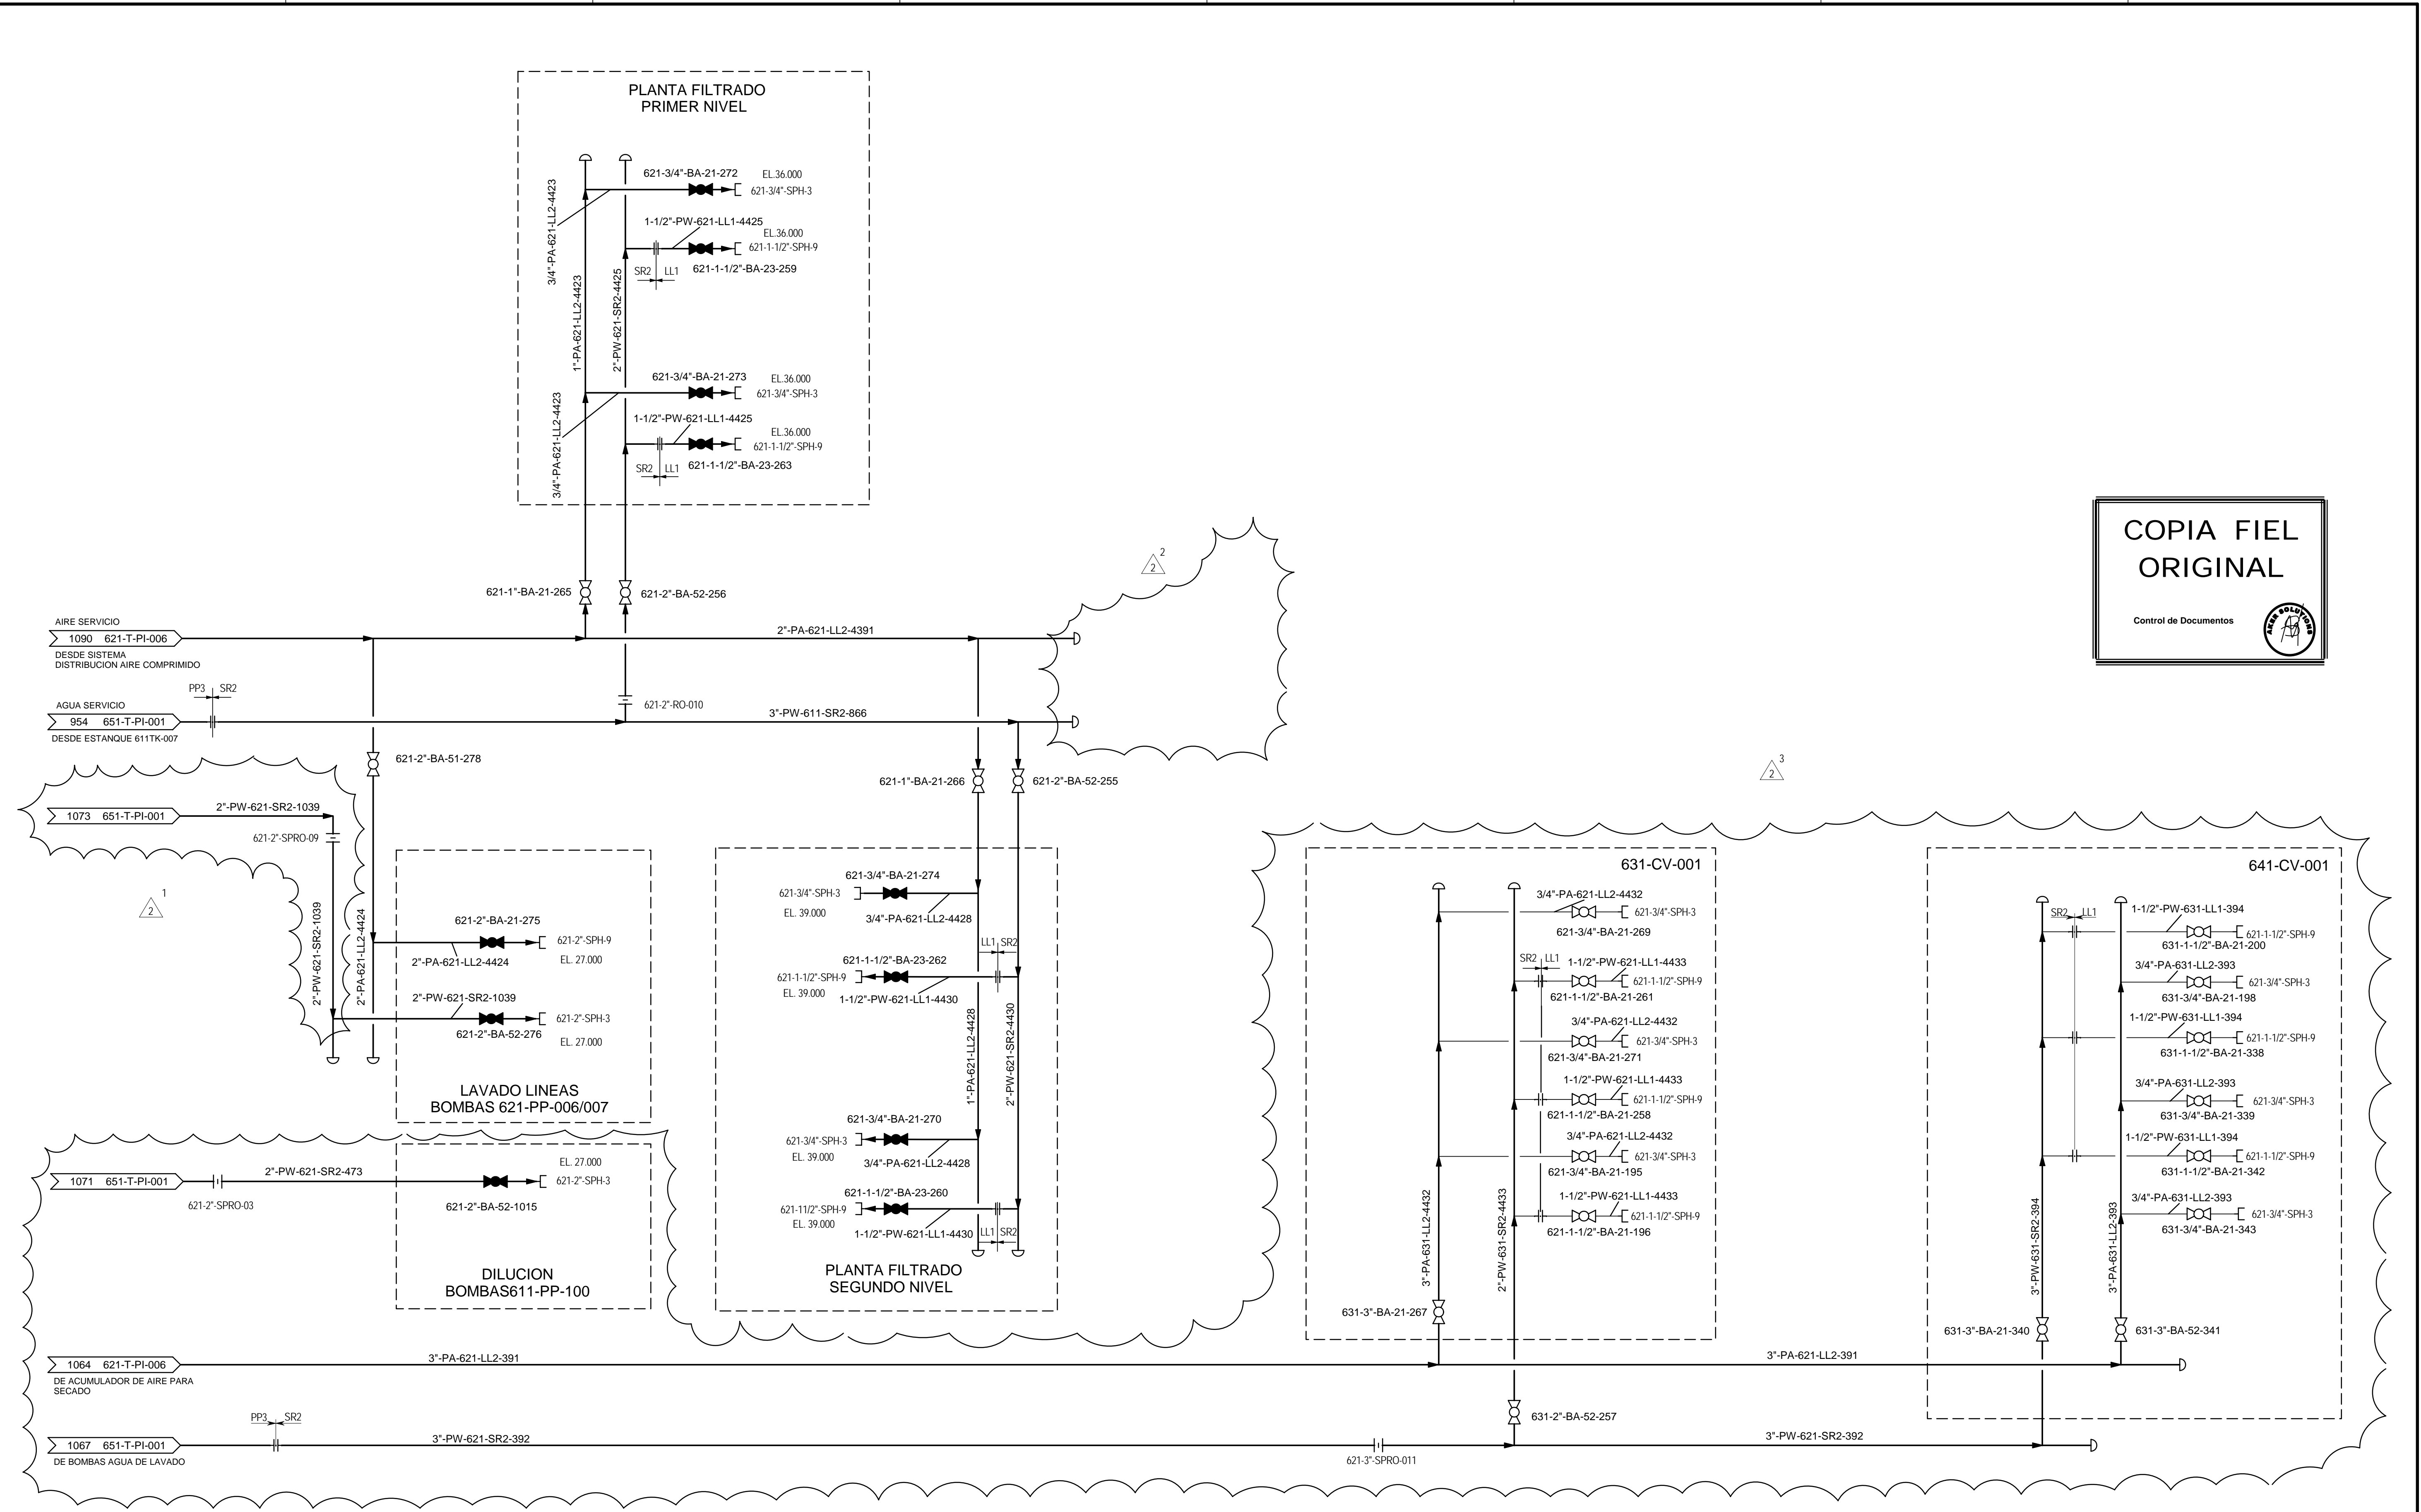 PLANTA FILTRADO
PRIMER NIVEL
3/4"-PA-621-LL2-4423
621-3/4"-BA-21-272
EL.36.000
621-3/4"-SPH-3
1-1/2"-PW-621-LL1-4425
EL.36.000
621-1-1/2"-SPH-9
SR2 LL1
621-1-1/2"-BA-23-259
1"-PA-621-LL2-4423
2"-PW-621-SR2-4425
621-3/4"-BA-21-273
EL.36.000
621-3/4"-SPH-3
3/4"-PA-621-LL2-4423
1-1/2"-PW-621-LL1-4425
EL.36.000
621-1-1/2"-SPH-9
SR2 LL1
621-1-1/2"-BA-23-263
COPIA FIEL
ORIGINAL
Control de Documentos
AKER SOLUTIONS
2
2
621-1"-BA-21-265
621-2"-BA-52-256
AIRE SERVICIO
1090 621-T-PI-006
DESDE SISTEMA
DISTRIBUCION AIRE COMPRIMIDO
2"-PA-621-LL2-4391
PP3 SR2
AGUA SERVICIO
954 651-T-PI-001
DESDE ESTANQUE 611TK-007
621-2"-RO-010
3"-PW-611-SR2-866
621-2"-BA-51-278
621-1"-BA-21-266
621-2"-BA-52-255
3
2
1073 651-T-PI-001
2"-PW-621-SR2-1039
621-2"-SPRO-09
1
2
2"-PW-621-SR2-1039
2"-PA-621-LL2-4424
621-2"-BA-21-275
621-2"-SPH-9
EL. 27.000
2"-PA-621-LL2-4424
2"-PW-621-SR2-1039
621-2"-SPH-3
621-2"-BA-52-276
EL. 27.000
LAVADO LINEAS
BOMBAS 621-PP-006/007
621-3/4"-BA-21-274
621-3/4"-SPH-3
EL. 39.000
3/4"-PA-621-LL2-4428
LL1 SR2
621-1-1/2"-BA-23-262
621-1-1/2"-SPH-9
EL. 39.000
1-1/2"-PW-621-LL1-4430
1"-PA-621-LL2-4428
2"-PW-621-SR2-4430
621-3/4"-BA-21-270
621-3/4"-SPH-3
EL. 39.000
3/4"-PA-621-LL2-4428
621-1-1/2"-BA-23-260
621-11/2"-SPH-9
EL. 39.000
1-1/2"-PW-621-LL1-4430
LL1 SR2
PLANTA FILTRADO
SEGUNDO NIVEL
1071 651-T-PI-001
621-2"-SPRO-03
2"-PW-621-SR2-473
EL. 27.000
621-2"-SPH-3
621-2"-BA-52-1015
DILUCION
BOMBAS611-PP-100
631-CV-001
3/4"-PA-621-LL2-4432
621-3/4"-SPH-3
621-3/4"-BA-21-269
SR2 LL1
1-1/2"-PW-621-LL1-4433
621-1-1/2"-SPH-9
621-1-1/2"-BA-21-261
3/4"-PA-621-LL2-4432
621-3/4"-SPH-3
621-3/4"-BA-21-271
1-1/2"-PW-621-LL1-4433
621-1-1/2"-SPH-9
621-1-1/2"-BA-21-258
3/4"-PA-621-LL2-4432
621-3/4"-SPH-3
621-3/4"-BA-21-195
1-1/2"-PW-621-LL1-4433
621-1-1/2"-SPH-9
621-1-1/2"-BA-21-196
3"-PA-631-LL2-4432
2"-PW-631-SR2-4433
631-3"-BA-21-267
641-CV-001
SR2 LL1
1-1/2"-PW-631-LL1-394
621-1-1/2"-SPH-9
631-1-1/2"-BA-21-200
3/4"-PA-631-LL2-393
621-3/4"-SPH-3
631-3/4"-BA-21-198
1-1/2"-PW-631-LL1-394
621-1-1/2"-SPH-9
631-1-1/2"-BA-21-338
3/4"-PA-631-LL2-393
621-3/4"-SPH-3
631-3/4"-BA-21-339
1-1/2"-PW-631-LL1-394
621-1-1/2"-SPH-9
631-1-1/2"-BA-21-342
3/4"-PA-631-LL2-393
621-3/4"-SPH-3
631-3/4"-BA-21-343
3"-PW-631-SR2-394
3"-PA-631-LL2-393
631-3"-BA-21-340
631-3"-BA-52-341
1064 621-T-PI-006
DE ACUMULADOR DE AIRE PARA
SECADO
3"-PA-621-LL2-391
3"-PA-621-LL2-391
631-2"-BA-52-257
PP3 SR2
1067 651-T-PI-001
DE BOMBAS AGUA DE LAVADO
3"-PW-621-SR2-392
621-3"-SPRO-011
3"-PW-621-SR2-392